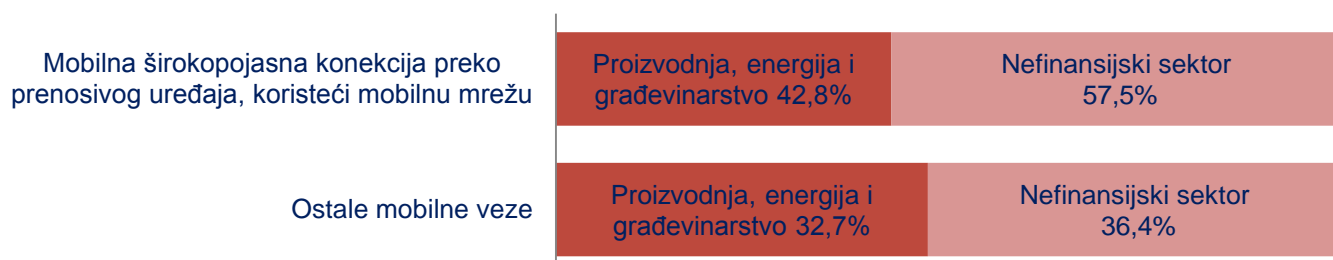 Mobilna širokopojasna konekcija preko
prenosivog uređaja, koristeći mobilnu mrežu
Proizvodnja, energija i
građevinarstvo 42,8%
Nefinansijski sektor
57,5%
Ostale mobilne veze
Proizvodnja, energija i
građevinarstvo 32,7%
Nefinansijski sektor
36,4%